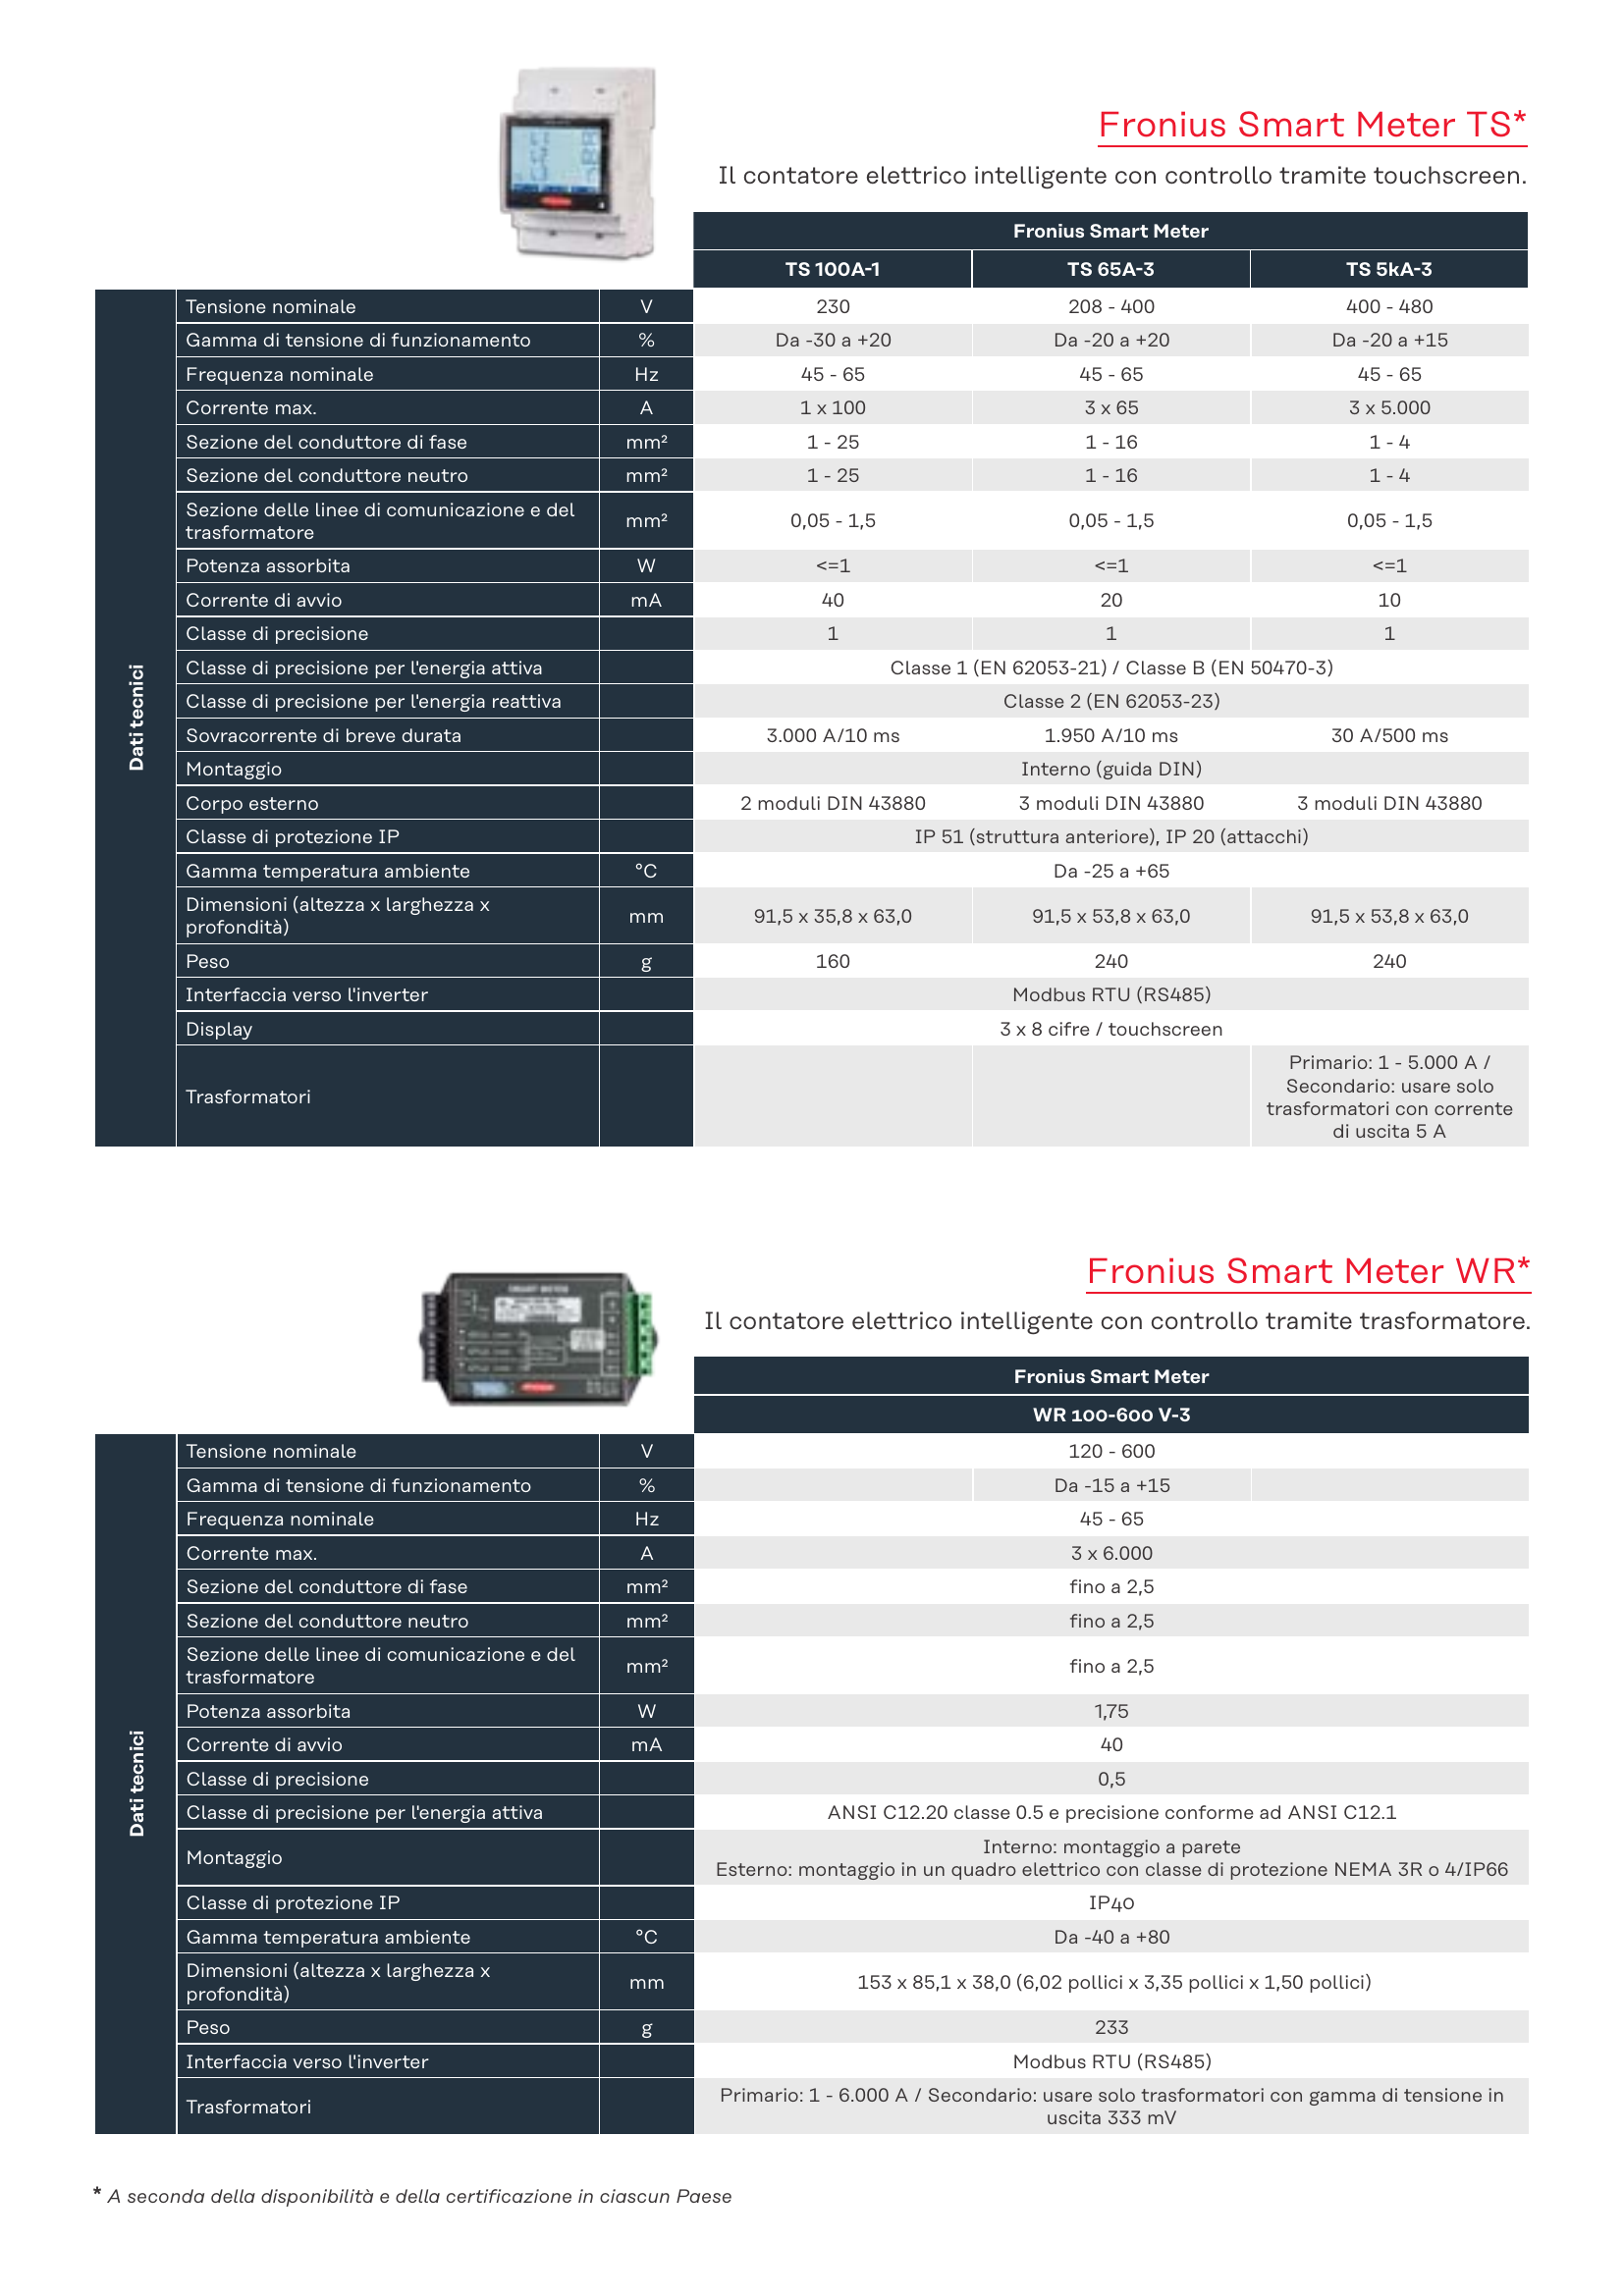 Fronius Smart Meter TS*
Il contatore elettrico intelligente con controllo tramite touchscreen.
Fronius Smart Meter
TS 100A-1 TS 65A-3 TS 5kA-3
Dati tecnici
Tensione nominale V 230 208 - 400 400 - 480
Gamma di tensione di funzionamento % Da -30 a +20 Da -20 a +20 Da -20 a +15
Frequenza nominale Hz 45 - 65 45 - 65 45 - 65
Corrente max. A 1 x 100 3 x 65 3 x 5.000
Sezione del conduttore di fase mm² 1 - 25 1 - 16 1 - 4
Sezione del conduttore neutro mm² 1 - 25 1 - 16 1 - 4
Sezione delle linee di comunicazione e del
trasformatore mm² 0,05 - 1,5 0,05 - 1,5 0,05 - 1,5
Potenza assorbita W <=1 <=1 <=1
Corrente di avvio mA 40 20 10
Classe di precisione 1 1 1
Classe di precisione per l'energia attiva Classe 1 (EN 62053-21) / Classe B (EN 50470-3)
Classe di precisione per l'energia reattiva Classe 2 (EN 62053-23)
Sovracorrente di breve durata 3.000 A/10 ms 1.950 A/10 ms 30 A/500 ms
Montaggio Interno (guida DIN)
Corpo esterno 2 moduli DIN 43880 3 moduli DIN 43880 3 moduli DIN 43880
Classe di protezione IP IP 51 (struttura anteriore), IP 20 (attacchi)
Gamma temperatura ambiente °C Da -25 a +65
Dimensioni (altezza x larghezza x
profondità) mm 91,5 x 35,8 x 63,0 91,5 x 53,8 x 63,0 91,5 x 53,8 x 63,0
Peso g 160 240 240
Interfaccia verso l'inverter Modbus RTU (RS485)
Display 3 x 8 cifre / touchscreen
Trasformatori
Primario: 1 - 5.000 A /
Secondario: usare solo
trasformatori con corrente
di uscita 5 A
Fronius Smart Meter WR*
Il contatore elettrico intelligente con controllo tramite trasformatore.
SMART METER
Fronius Smart Meter
WR 100-600 V-3
Dati tecnici
Tensione nominale V 120 - 600
Gamma di tensione di funzionamento % Da -15 a +15
Frequenza nominale Hz 45 - 65
Corrente max. A 3 x 6.000
Sezione del conduttore di fase mm² fino a 2,5
Sezione del conduttore neutro mm² fino a 2,5
Sezione delle linee di comunicazione e del
trasformatore mm² fino a 2,5
Potenza assorbita W 1,75
Corrente di avvio mA 40
Classe di precisione 0,5
Classe di precisione per l'energia attiva ANSI C12.20 classe 0.5 e precisione conforme ad ANSI C12.1
Montaggio Interno: montaggio a parete
Esterno: montaggio in un quadro elettrico con classe di protezione NEMA 3R o 4/IP66
Classe di protezione IP IP40
Gamma temperatura ambiente °C Da -40 a +80
Dimensioni (altezza x larghezza x
profondità) mm 153 x 85,1 x 38,0 (6,02 pollici x 3,35 pollici x 1,50 pollici)
Peso g 233
Interfaccia verso l'inverter Modbus RTU (RS485)
Trasformatori Primario: 1 - 6.000 A / Secondario: usare solo trasformatori con gamma di tensione in
uscita 333 mV
* A seconda della disponibilità e della certificazione in ciascun Paese